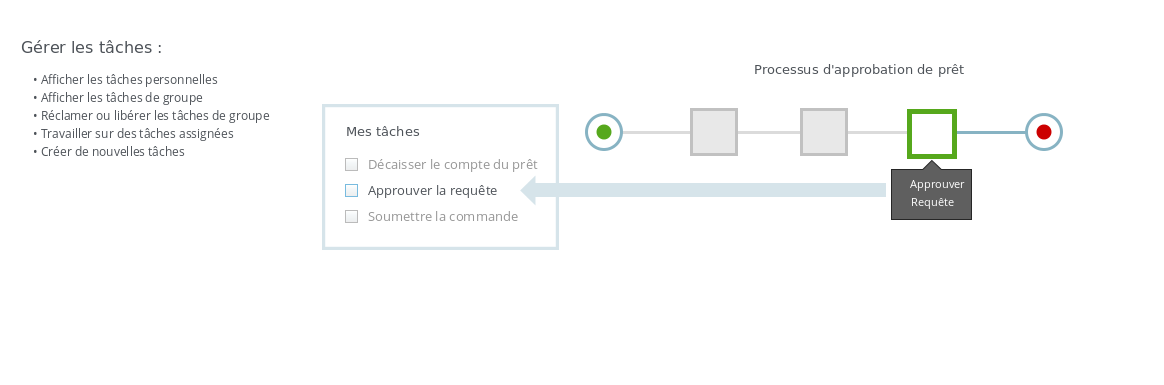 Gérer les tâches :
• Afficher les tâches personnelles
• Afficher les tâches de groupe
• Réclamer ou libérer les tâches de groupe
• Travailler sur des tâches assignées
• Créer de nouvelles tâches
Mes tâches
Décaisser le compte du prêt
Approuver la requête
Soumettre la commande
Processus d'approbation de prêt
Approuver
Requête